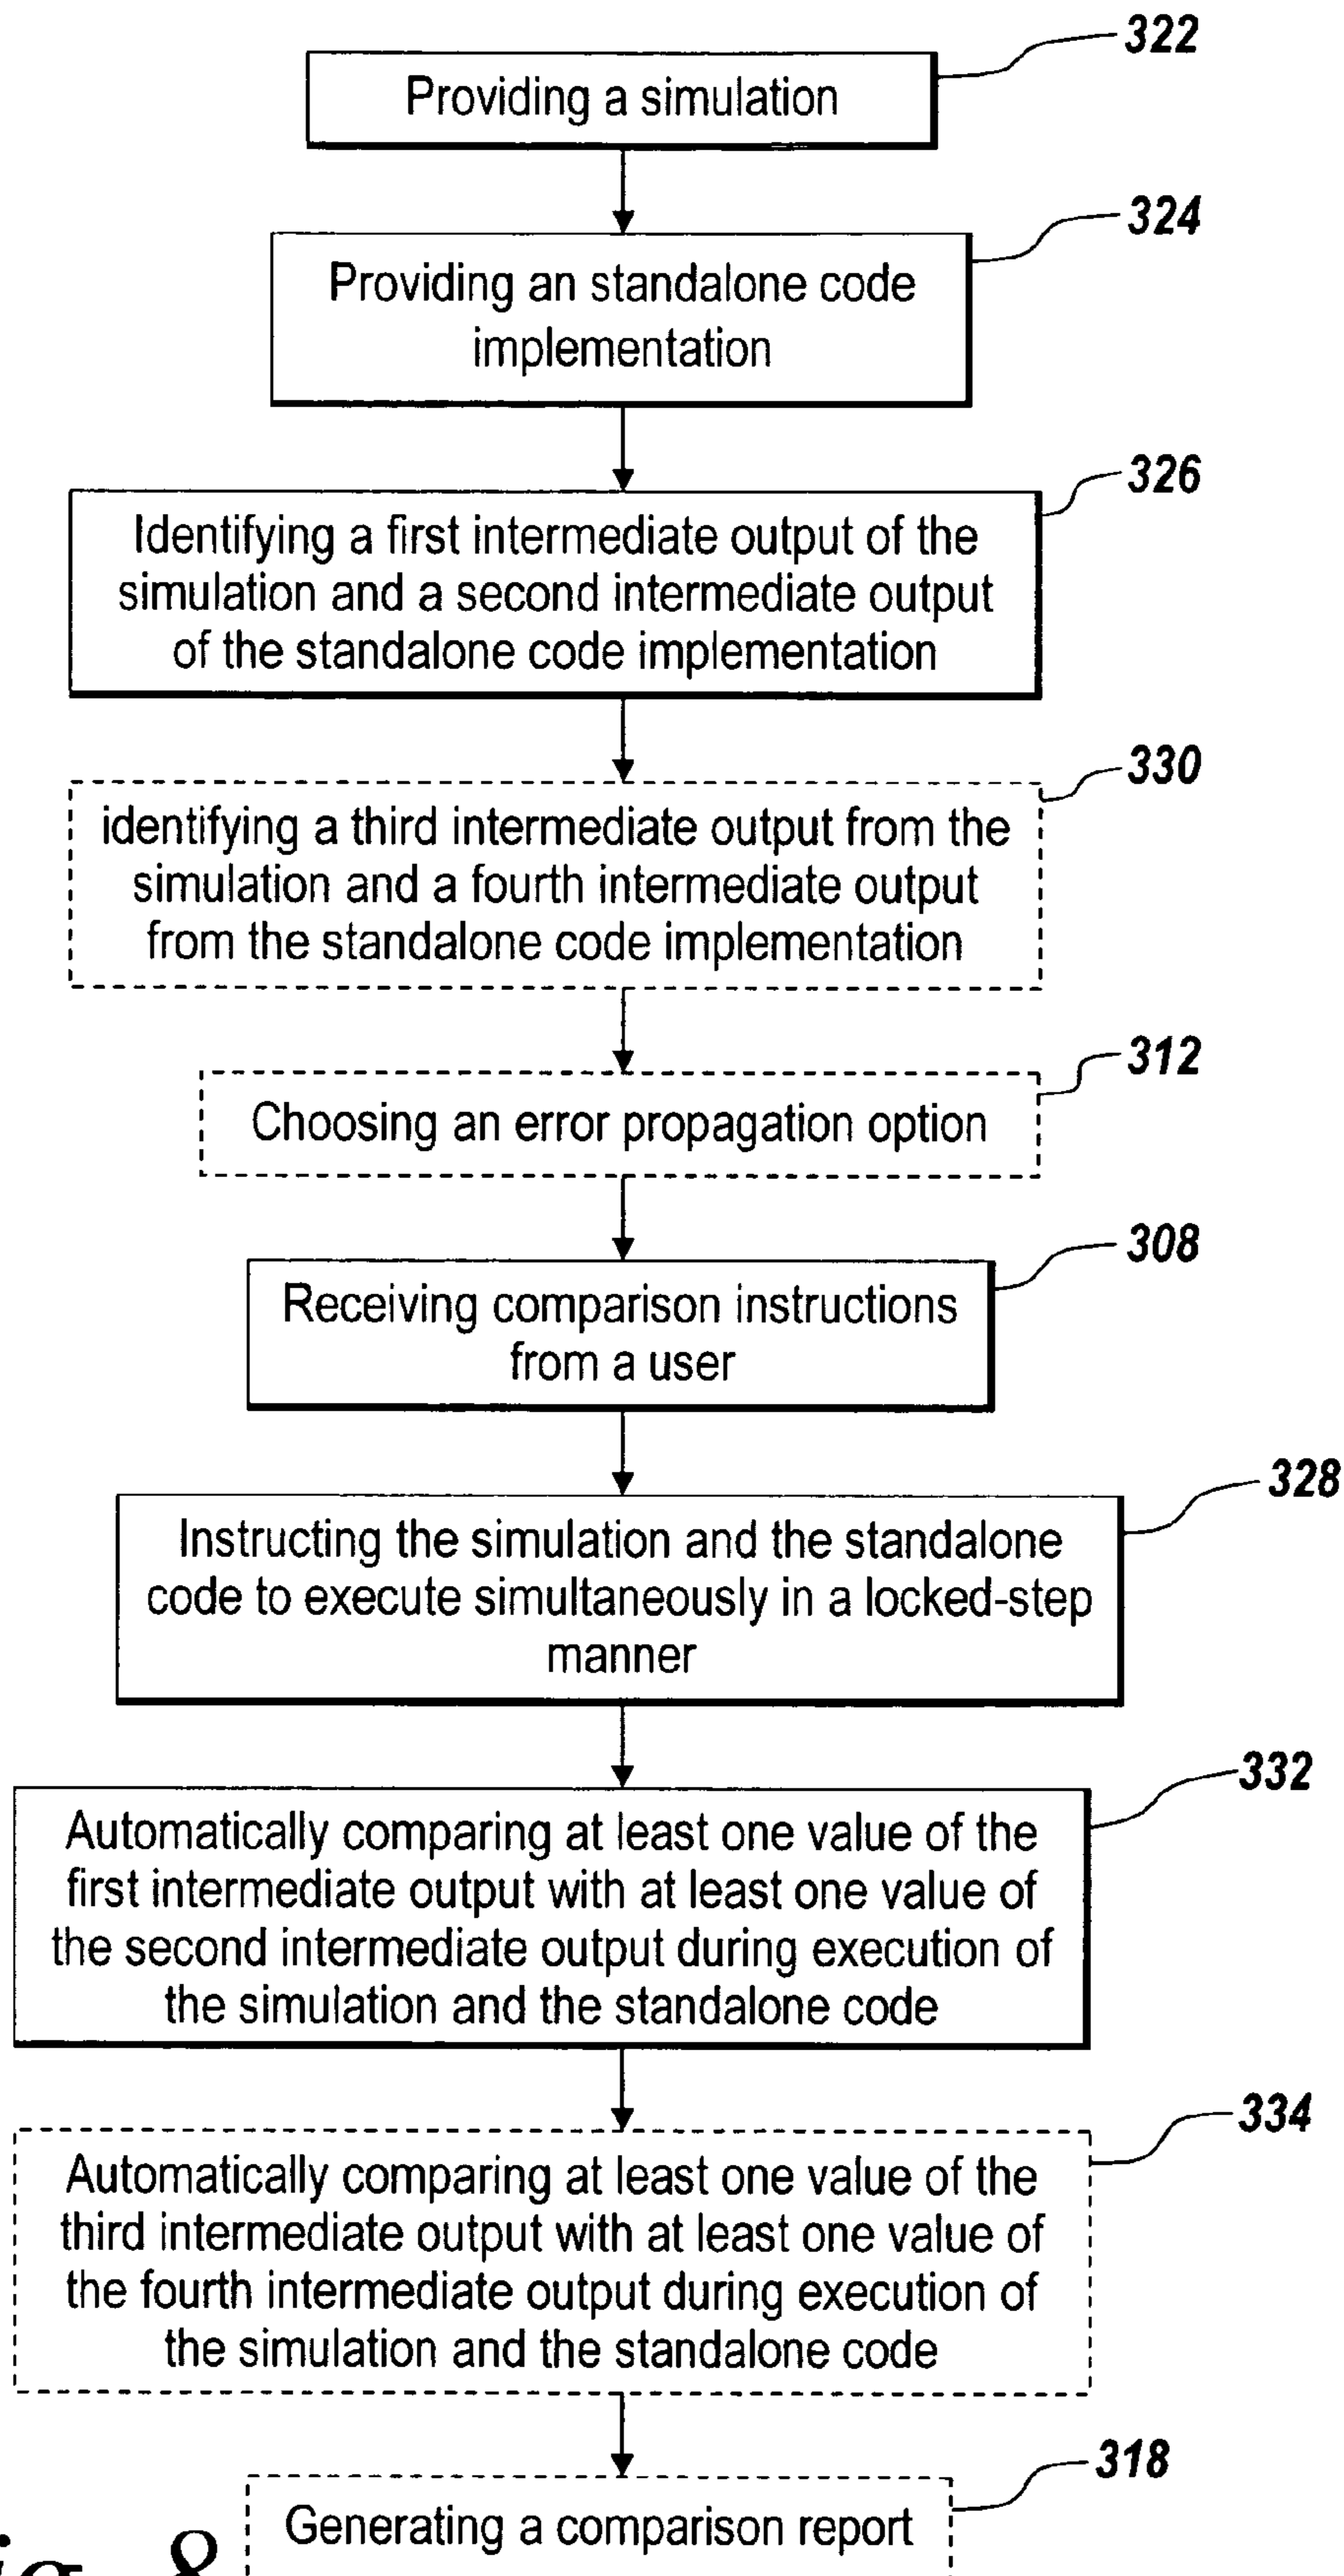 322
Providing a simulation
324
Providing an standalone code
implementation
326
Identifying a first intermediate output of the
simulation and a second intermediate output
of the standalone code implementation
330
identifying a third intermediate output from the
simulation and a fourth intermediate output
from the standalone code implementation
312
Choosing an error propagation option
308
Receiving comparison instructions
from a user
328
Instructing the simulation and the standalone
code to execute simultaneously in a locked-step
manner
332
Automatically comparing at least one value of the
first intermediate output with at least one value of
the second intermediate output during execution of
the simulation and the standalone code
334
Automatically comparing at least one value of the
third intermediate output with at least one value of
the fourth intermediate output during execution of
the simulation and the standalone code
318
Generating a comparison report
8